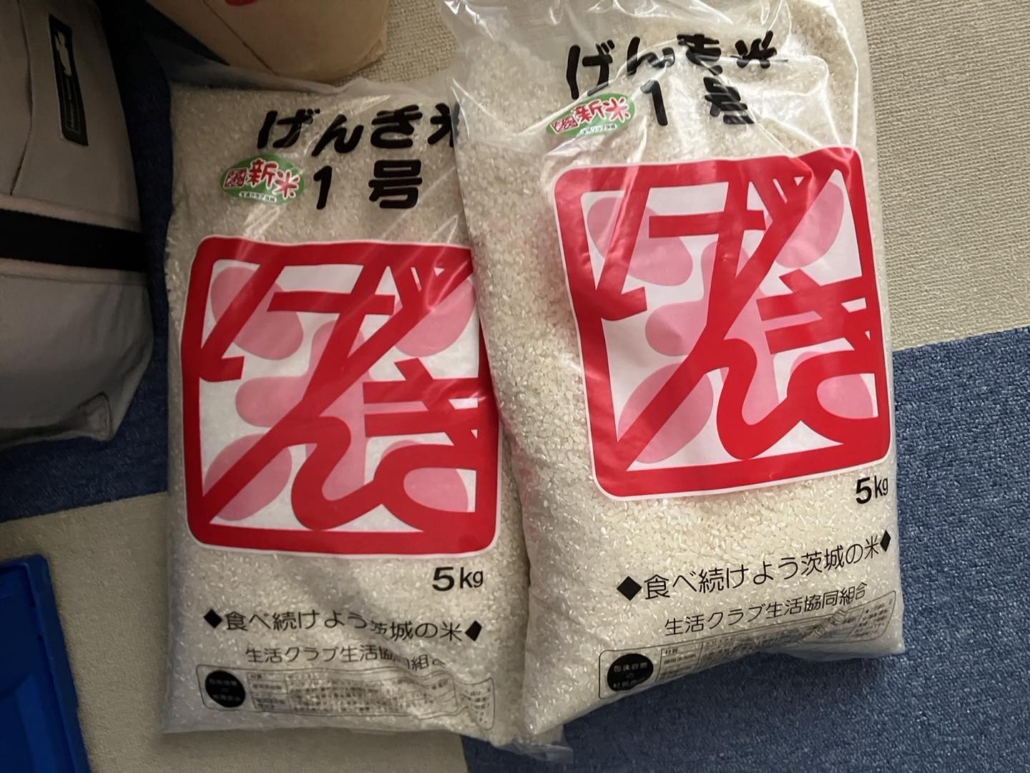 げんき米
1号
新米
げんき
5kg
◆食べ続けよう茨城の米◆
生活クラブ生活協同組合
げんき米
1号
新米
げんき
5kg
◆食べ続けよう茨城の米◆
生活クラブ生活協同組合